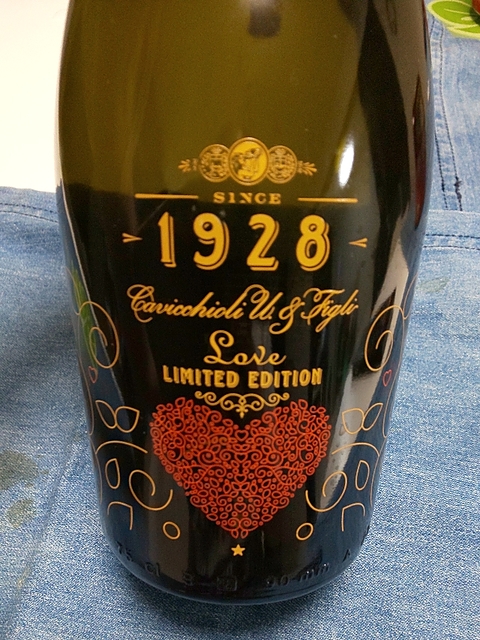 SINCE
1928
Cavicchioli U. & Figli
Love
LIMITED EDITION